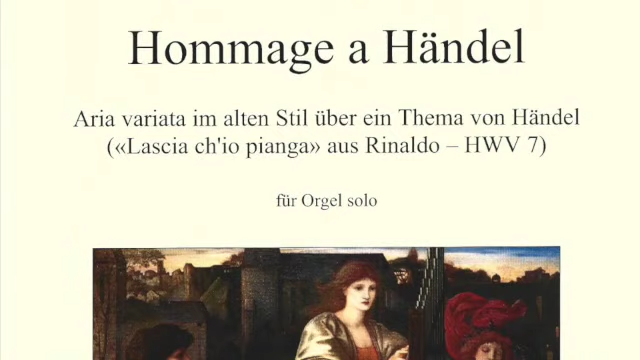 Hommage a Händel
Aria variata im alten Stil über ein Thema von Händel
(«Lascia ch'io pianga» aus Rinaldo – HWV 7)
für Orgel solo